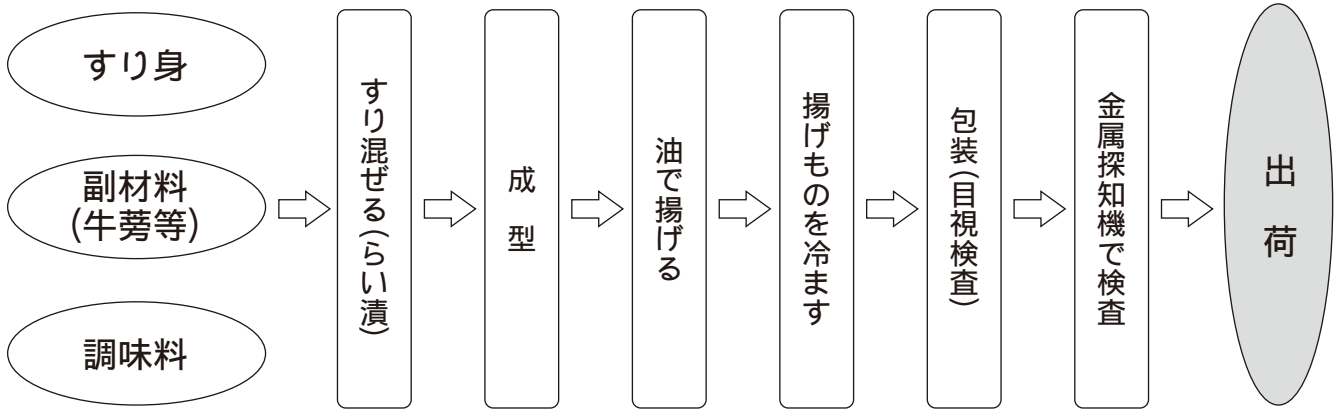 すり身
副材料
(牛蒡等)
調味料
すり混ぜる(らい漬)
成型
油で揚げる
揚げものを冷ます
包装(目視検査)
金属探知機で検査
出荷